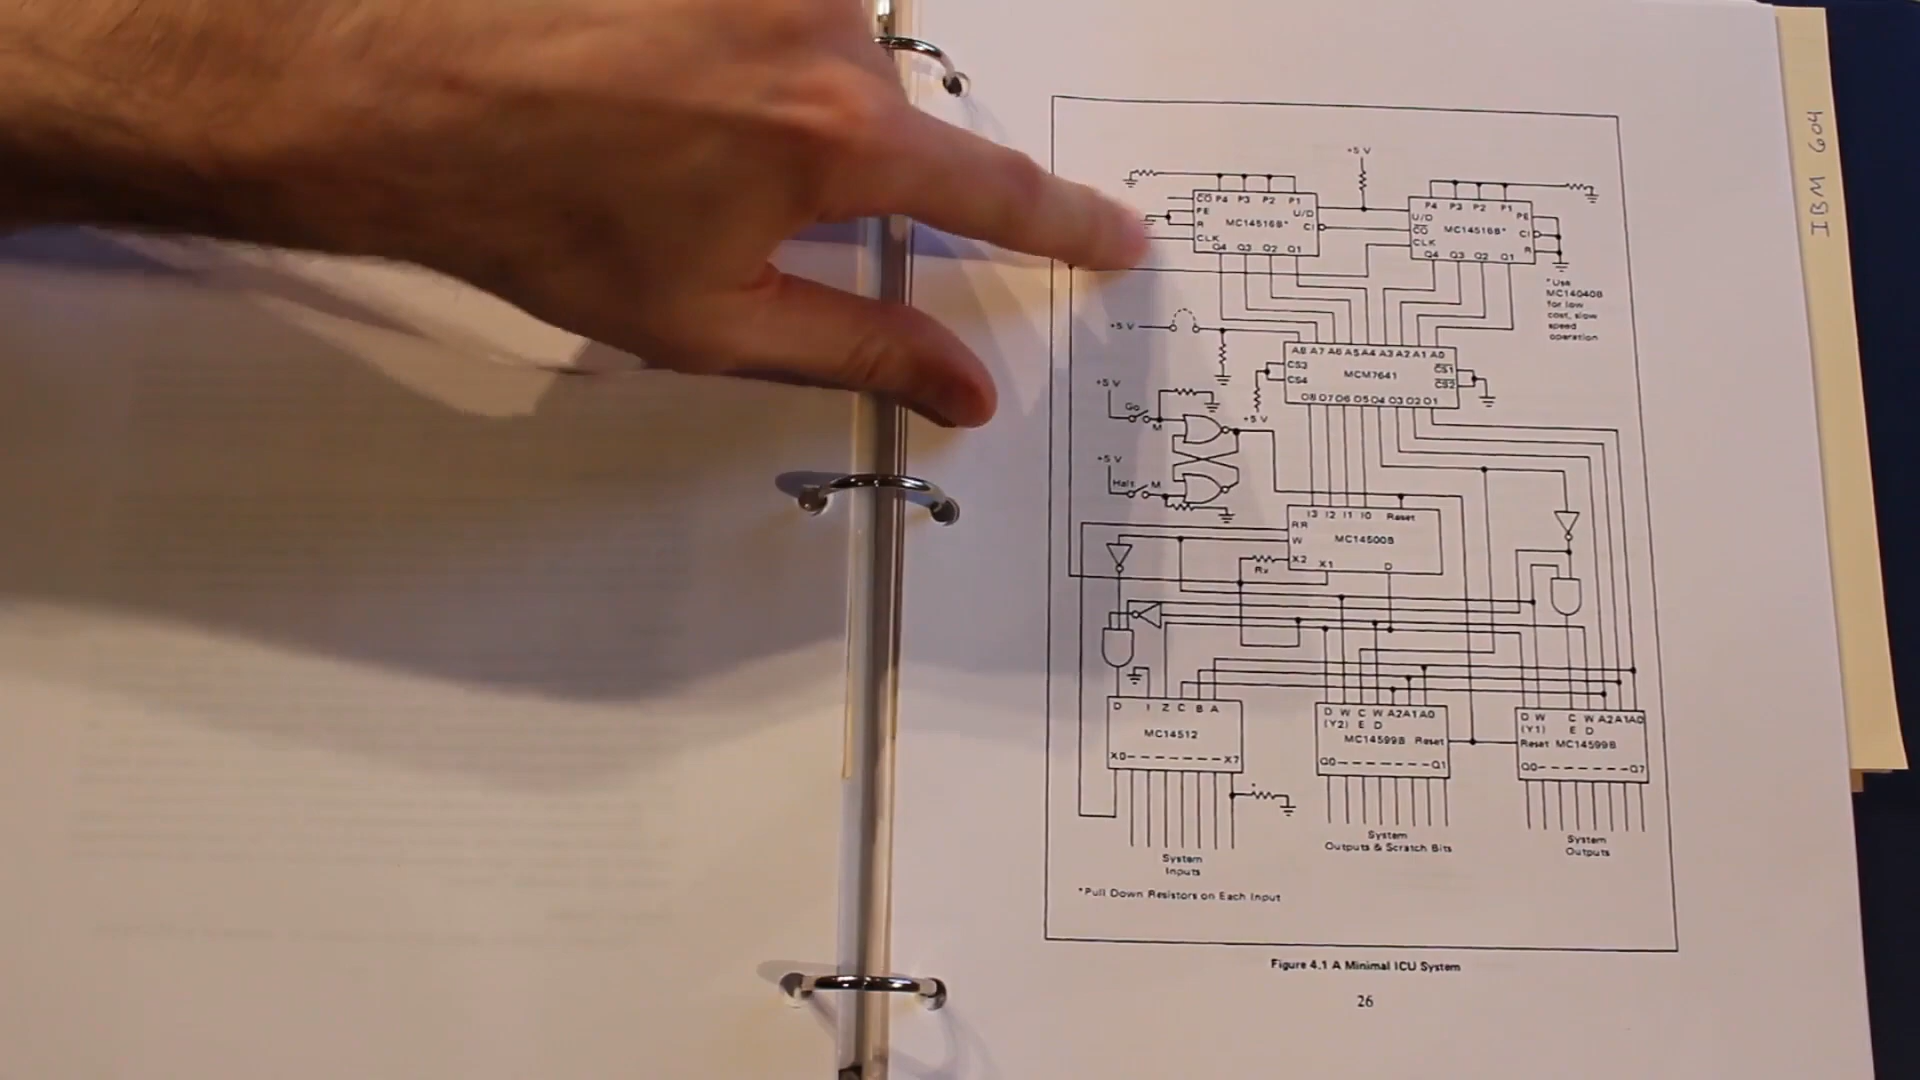 IBM 604
+5 V
CO P4 P3 P2 P1
PE
U/D
R
MC14516B*
CI
CLK
Q4 Q3 Q2 Q1
P4 P3 P2 P1
PE
U/D
CO
MC14516B*
CI
CLK
R
Q4 Q3 Q2 Q1
*Use
MC14040B
for low
cost, slow
speed
operation
+5 V
A8 A7 A6 A5 A4 A3 A2 A1 A0
CS3
CS1
MCM7641
CS4
CS2
O8 O7 O6 O5 O4 O3 O2 O1
+5 V
+5 V
Go
M
+5 V
Halt
M
I3 I2 I1 I0 Reset
RR
W
MC14500B
X2
Rx
X1
D
D I Z C B A
MC14512
X0 X7
D W C W A2 A1 A0
(Y2) E D
MC14599B Reset
Q0 Q1
D W C W A2 A1 A0
(Y1) E D
Reset MC14599B
Q0 Q7
*
System
Inputs
System
Outputs & Scratch Bits
System
Outputs
*Pull Down Resistors on Each Input
Figure 4.1 A Minimal ICU System
26